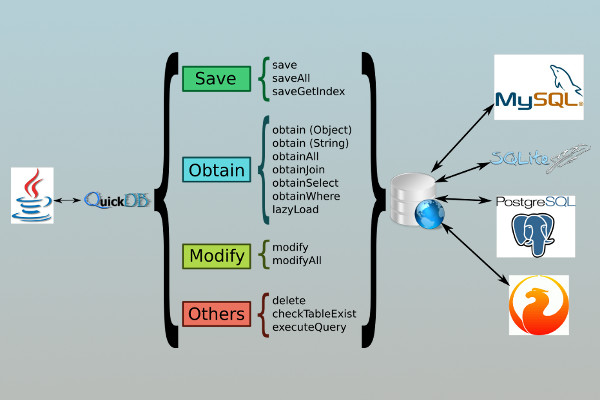 QuickDB
Save
save
saveAll
saveGetIndex
Obtain
obtain (Object)
obtain (String)
obtainAll
obtainJoin
obtainSelect
obtainWhere
lazyLoad
Modify
modify
modifyAll
Others
delete
checkTableExist
executeQuery
MySQL®
SQLite
PostgreSQL